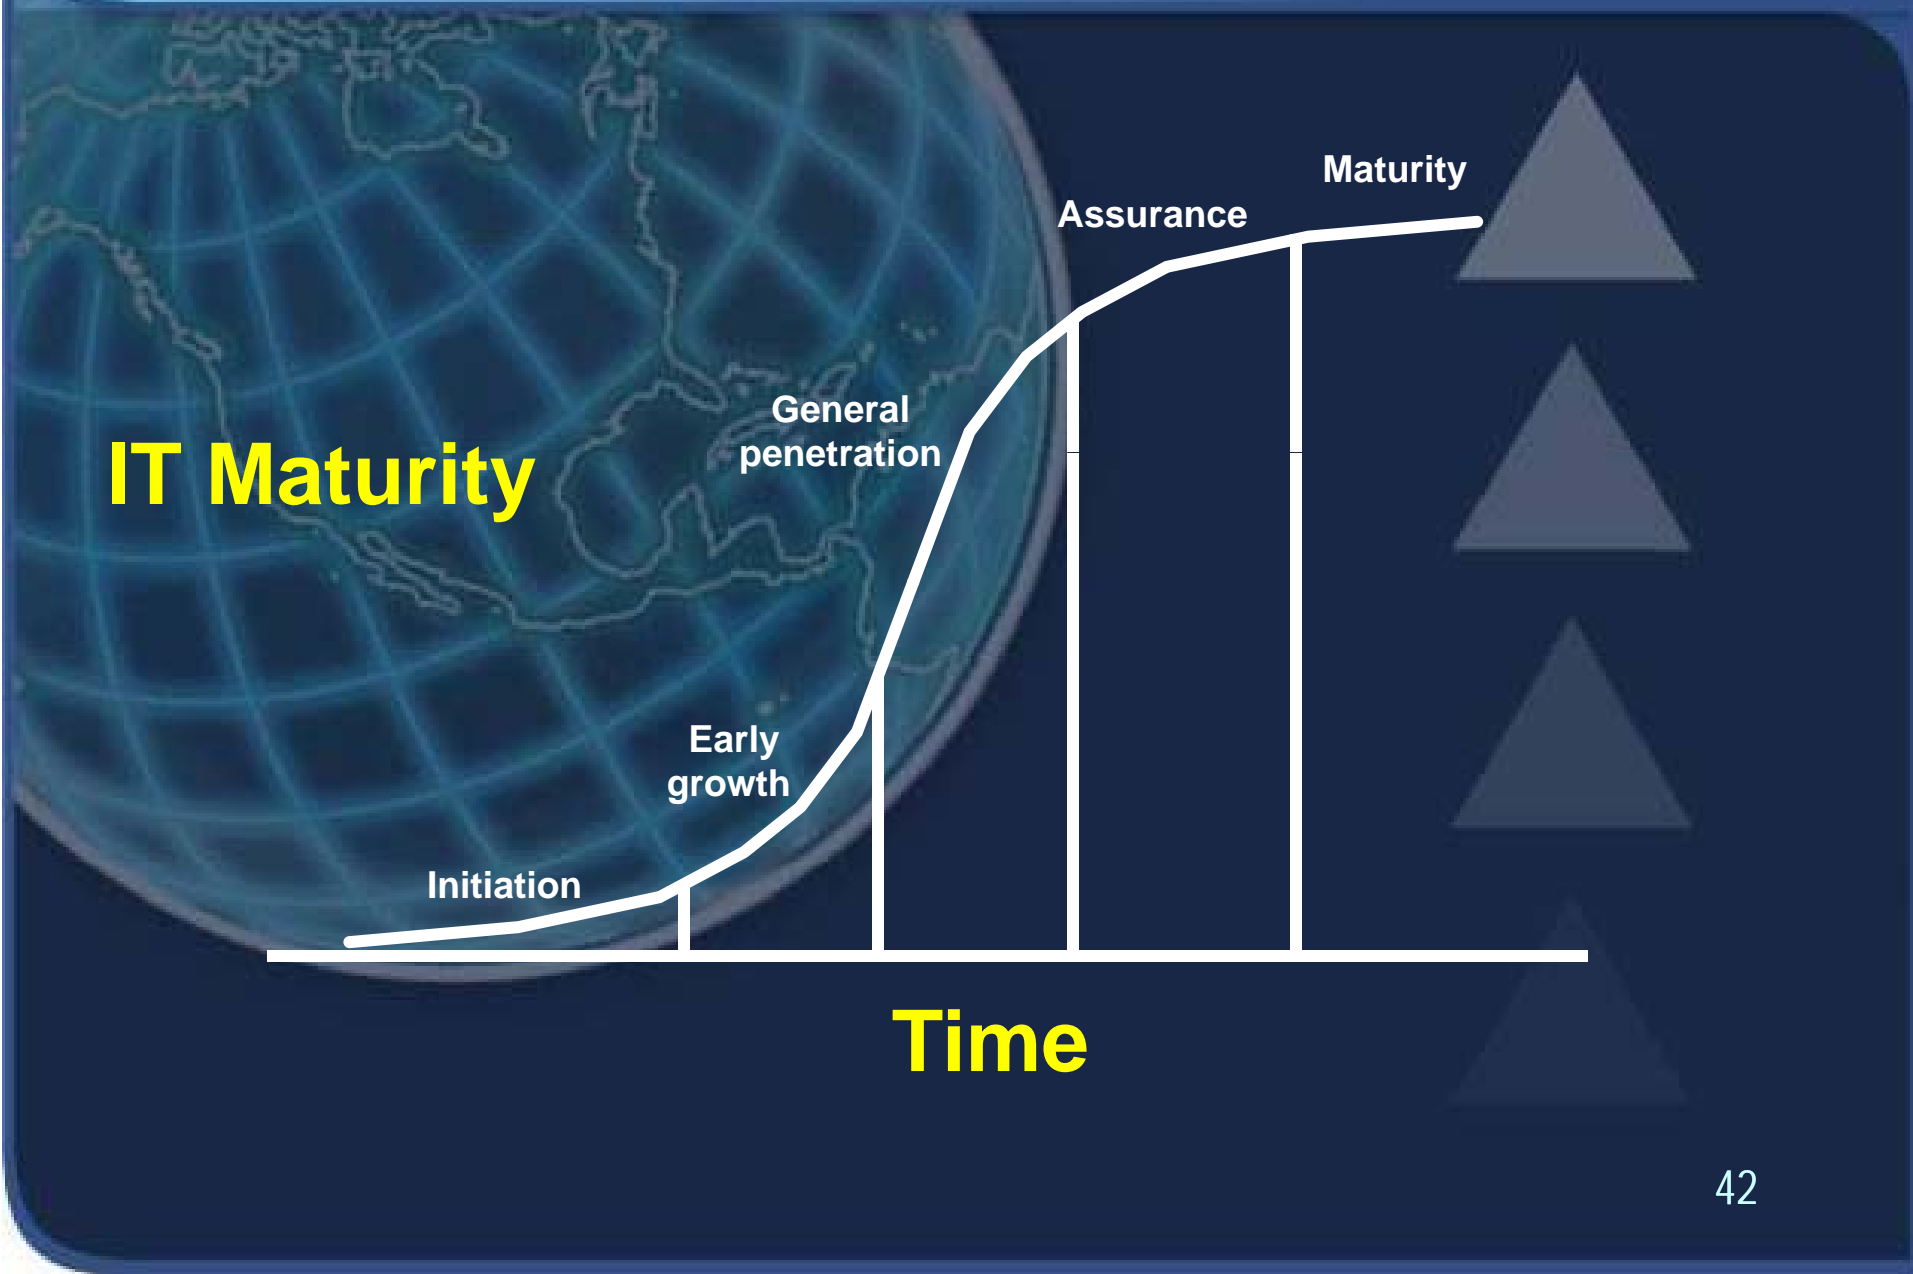 Maturity
Assurance
General
penetration
IT Maturity
Early
growth
Initiation
Time
42